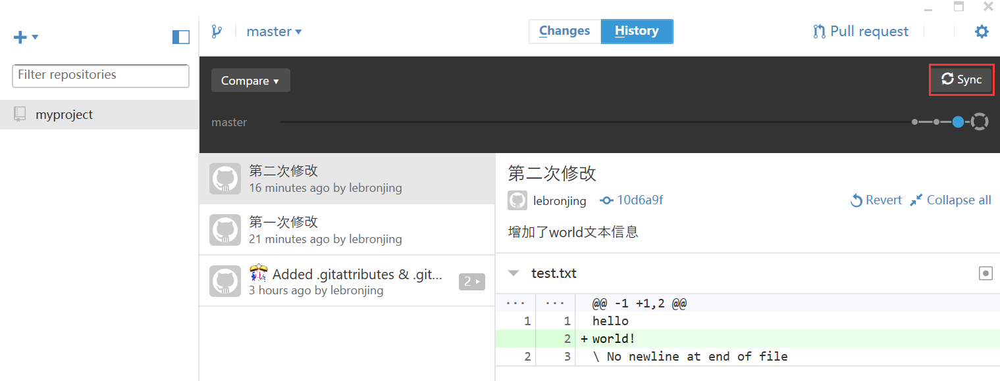 master
Changes
History
Pull request
Filter repositories
Compare
Sync
myproject
master
第二次修改
16 minutes ago by lebronjing
第一次修改
21 minutes ago by lebronjing
Added .gitattributes & .git...
2
3 hours ago by lebronjing
第二次修改
lebronjing 10d6a9f
Revert Collapse all
增加了world文本信息
test.txt
... ... @@ -1 +1,2 @@
1 1 hello
2 + world!
2 3 \ No newline at end of file